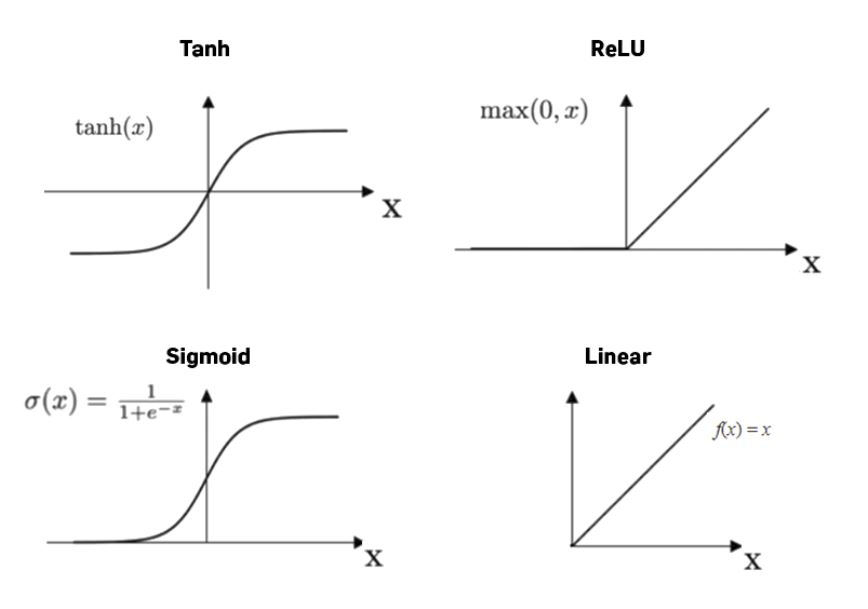 Tanh
tanh(x)
X
ReLU
max(0, x)
X
Sigmoid
σ(x) = 1/1+e−x
X
Linear
f(x) = x
X